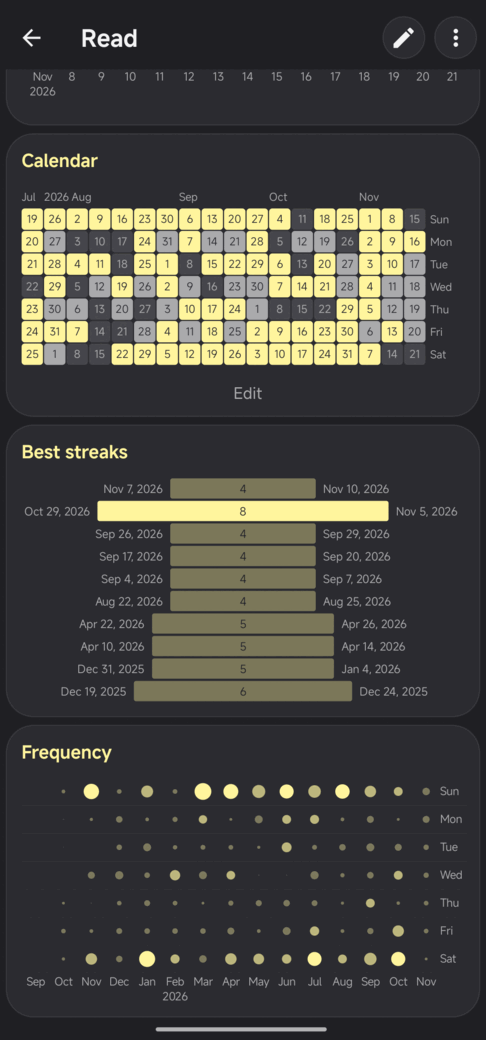 Read
Nov 8 9 10 11 12 13 14 15 16 17 18 19 20 21
2026
Calendar
Jul 2026 Aug Sep Oct Nov
19 26 2 9 16 23 30 6 13 20 27 4 11 18 25 1 8 15 Sun
20 27 3 10 17 24 31 7 14 21 28 5 12 19 26 2 9 16 Mon
21 28 4 11 18 25 1 8 15 22 29 6 13 20 27 3 10 17 Tue
22 29 5 12 19 26 2 9 16 23 30 7 14 21 28 4 11 18 Wed
23 30 6 13 20 27 3 10 17 24 1 8 15 22 29 5 12 19 Thu
24 31 7 14 21 28 4 11 18 25 2 9 16 23 30 6 13 20 Fri
25 1 8 15 22 29 5 12 19 26 3 10 17 24 31 7 14 21 Sat
Edit
Best streaks
Nov 7, 2026 4 Nov 10, 2026
Oct 29, 2026 8 Nov 5, 2026
Sep 26, 2026 4 Sep 29, 2026
Sep 17, 2026 4 Sep 20, 2026
Sep 4, 2026 4 Sep 7, 2026
Aug 22, 2026 4 Aug 25, 2026
Apr 22, 2026 5 Apr 26, 2026
Apr 10, 2026 5 Apr 14, 2026
Dec 31, 2025 5 Jan 4, 2026
Dec 19, 2025 6 Dec 24, 2025
Frequency
Sun
Mon
Tue
Wed
Thu
Fri
Sat
Sep Oct Nov Dec Jan Feb Mar Apr May Jun Jul Aug Sep Oct Nov
2026